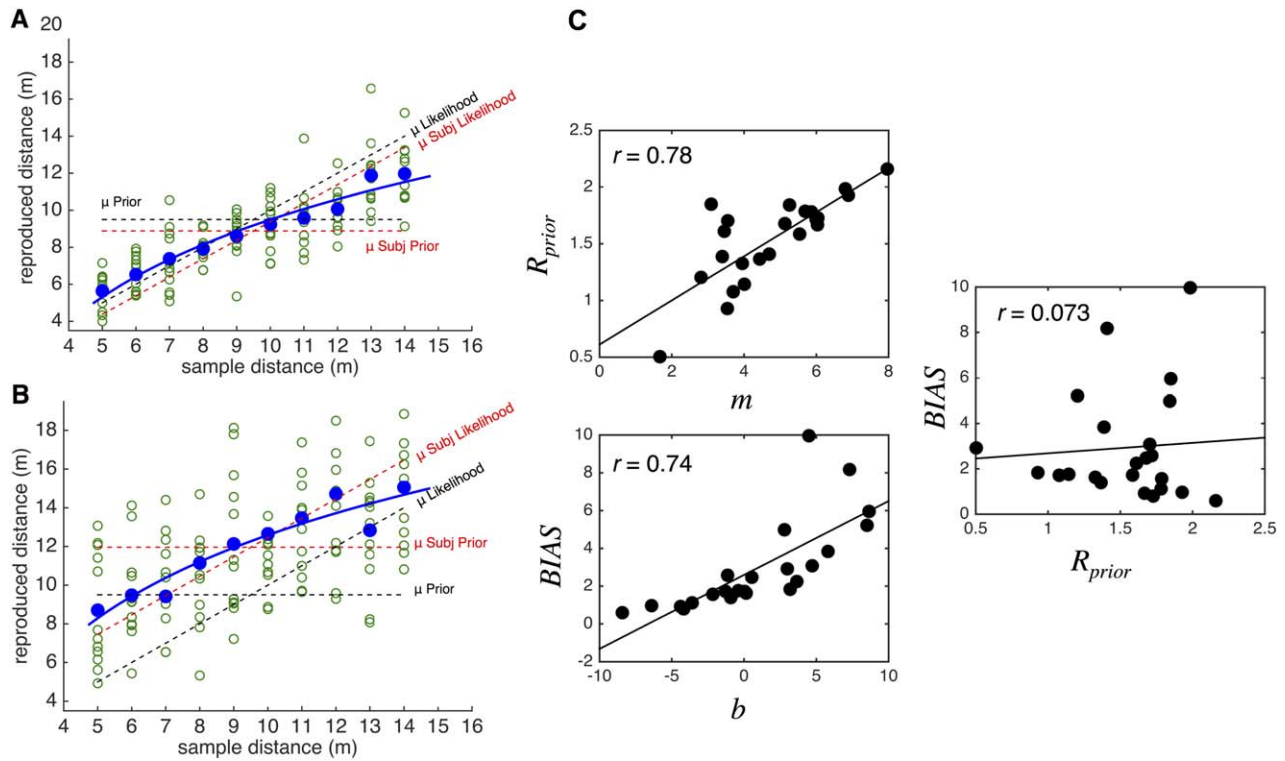 A
20
18
16
14
12
10
8
6
4
reproduced distance (m)
μ Likelihood
μ Subj Likelihood
μ Prior
μ Subj Prior
4 5 6 7 8 9 10 11 12 13 14 16
sample distance (m)
B
18
16
14
12
10
8
6
4
reproduced distance (m)
μ Subj Likelihood
μ Likelihood
μ Subj Prior
μ Prior
4 5 6 7 8 9 10 11 12 13 14 15 16
sample distance (m)
C
2.5
2
1.5
1
0.5
r = 0.78
Rprior
0 2 4 6 8
m
10
8
6
4
2
0
-2
r = 0.74
BIAS
-10 -5 0 5 10
b
10
8
6
4
2
0
r = 0.073
BIAS
0.5 1 1.5 2 2.5
Rprior